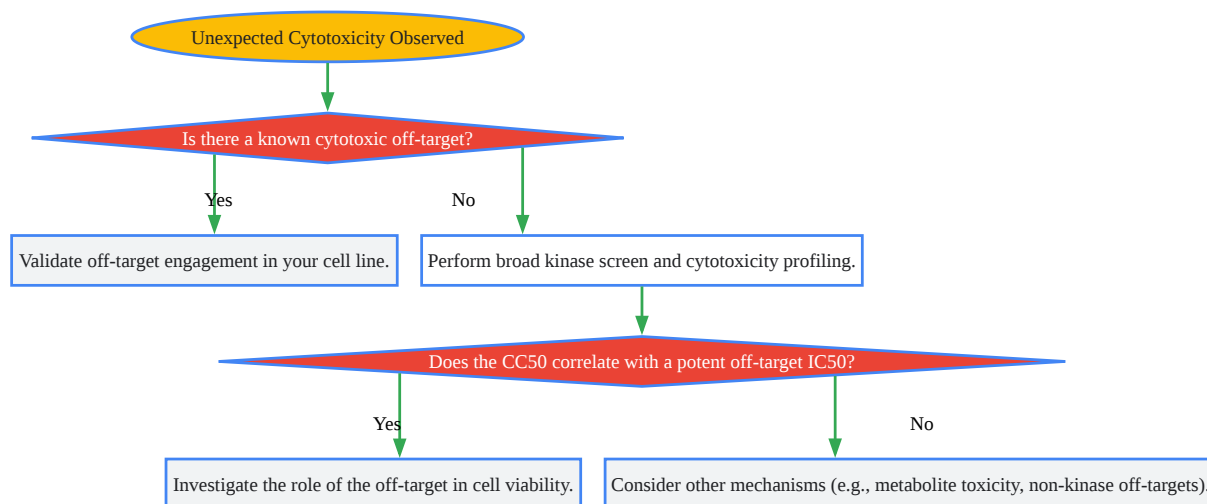 Unexpected Cytotoxicity Observed
Is there a known cytotoxic off-target?
Yes
No
Validate off-target engagement in your cell line.
Perform broad kinase screen and cytotoxicity profiling.
Does the CC50 correlate with a potent off-target IC50?
Yes
No
Investigate the role of the off-target in cell viability.
Consider other mechanisms (e.g., metabolite toxicity, non-kinase off-targets).